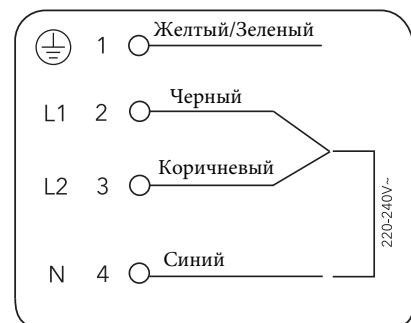 1 Желтый/Зеленый
L1 2 Черный
L2 3 Коричневый
N 4 Синий
220-240V~